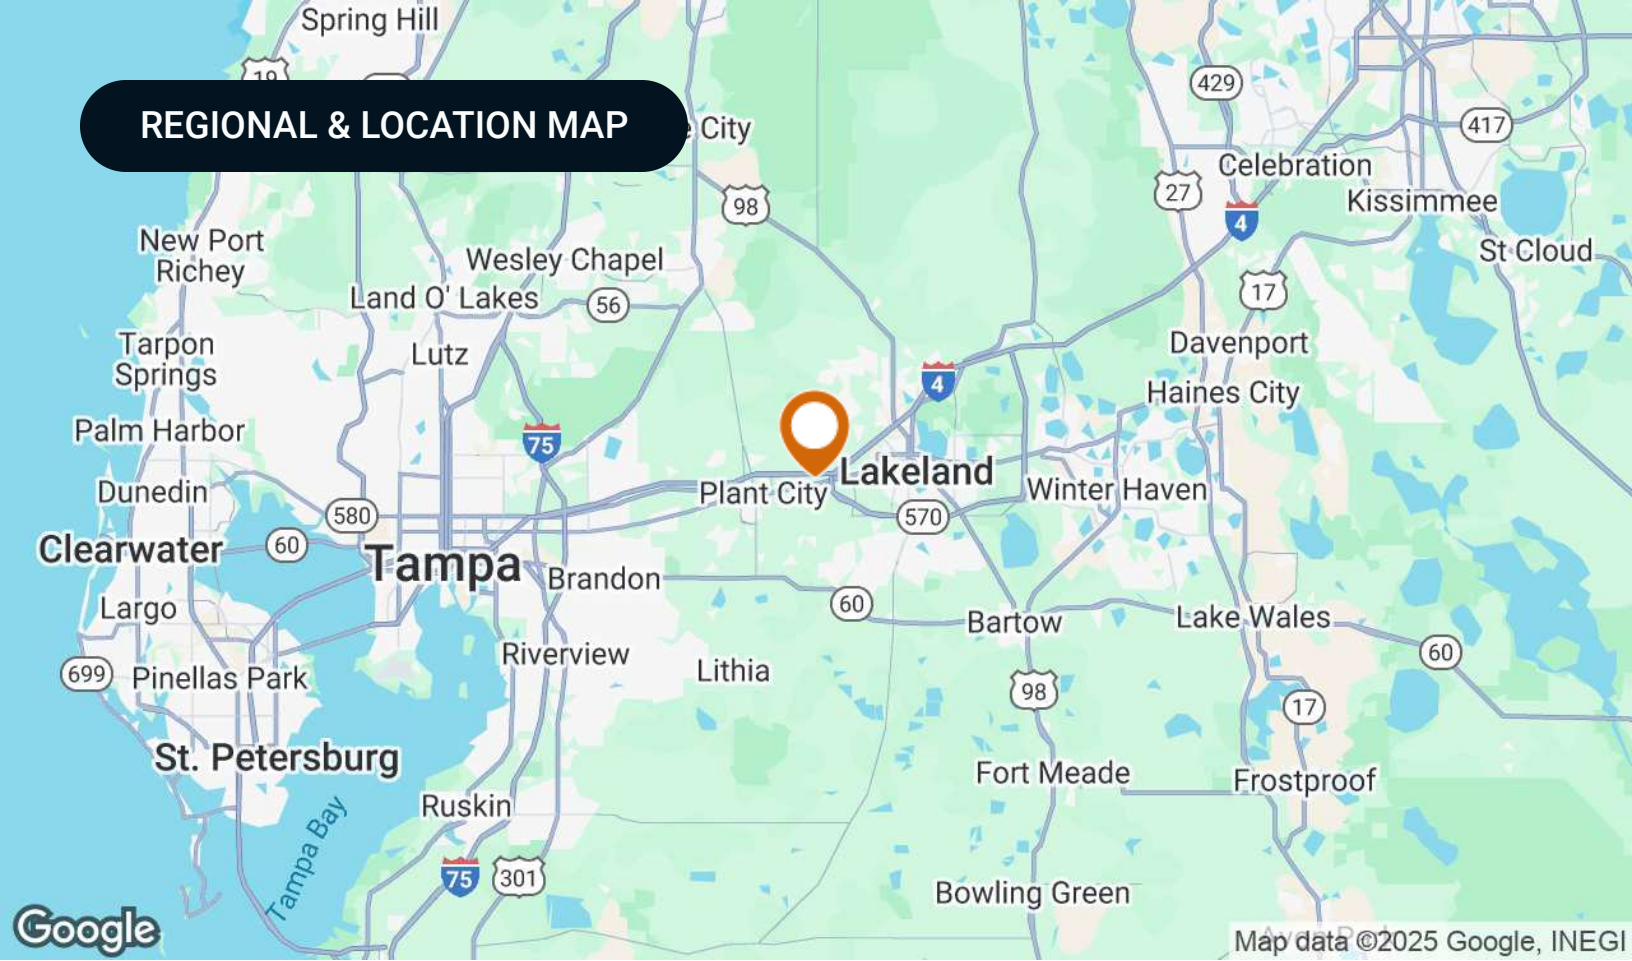 Spring Hill
19
REGIONAL & LOCATION MAP
City
429
417
Celebration
27
Kissimmee
98
4
New Port
Richey
Wesley Chapel
St Cloud
Land O' Lakes
56
17
Tarpon
Springs
Lutz
Davenport
4
Haines City
Palm Harbor
75
Lakeland
Dunedin
Plant City
Winter Haven
580
570
Clearwater
60
Tampa
Brandon
Largo
60
Bartow
Lake Wales
Riverview
60
699
Pinellas Park
Lithia
98
17
St. Petersburg
Fort Meade
Frostproof
Ruskin
Tampa Bay
75
301
Bowling Green
Google
Map data ©2025 Google, INEGI